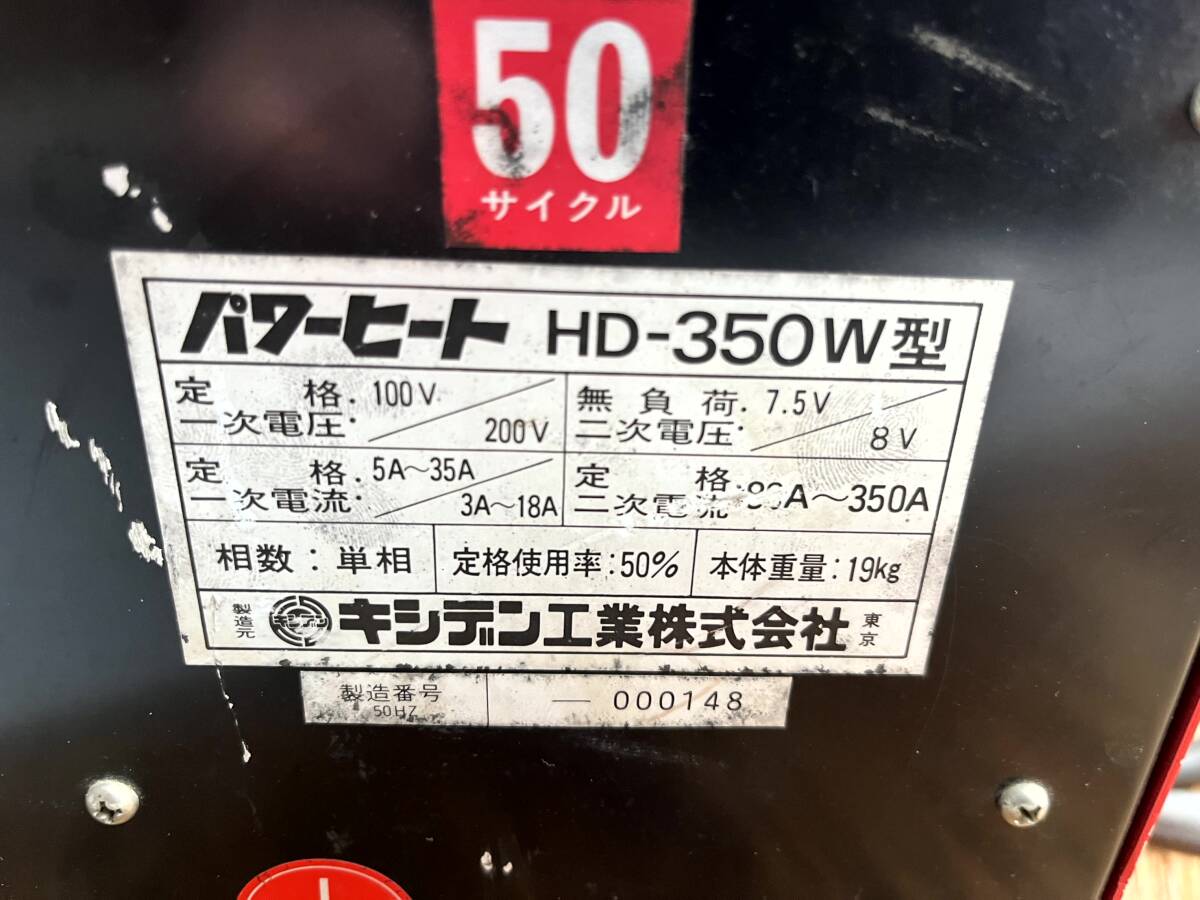 50
サイクル
パワーヒート HD-350W型
定格一次電圧: 100V / 200V
無負荷二次電圧: 7.5V / 8V
定格一次電流: 5A～35A / 3A～18A
定格二次電流: A～350A
相数:単相
定格使用率:50%
本体重量:19kg
製造元 キシデン キシデン工業株式会社 東京
製造番号 — 000148
50HZ